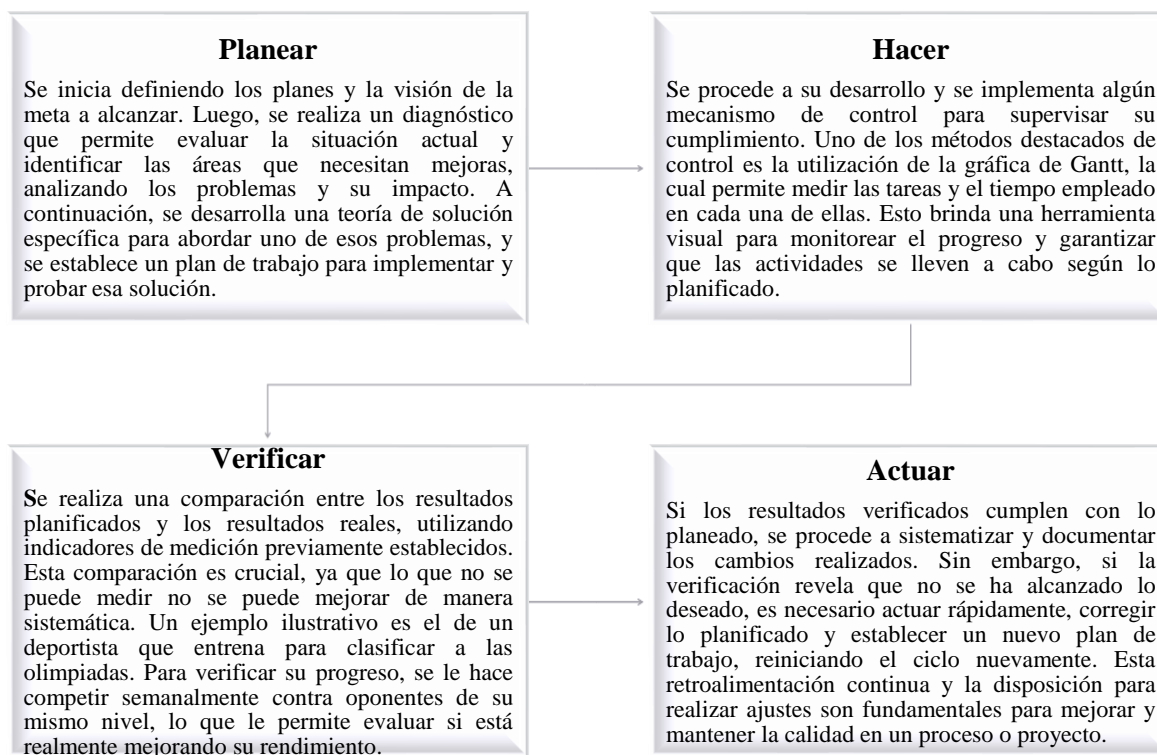 Planear
Se inicia definiendo los planes y la visión de la
meta a alcanzar. Luego, se realiza un diagnóstico
que permite evaluar la situación actual y
identificar las áreas que necesitan mejoras,
analizando los problemas y su impacto. A
continuación, se desarrolla una teoría de solución
específica para abordar uno de esos problemas, y
se establece un plan de trabajo para implementar y
probar esa solución.
Hacer
Se procede a su desarrollo y se implementa algún
mecanismo de control para supervisar su
cumplimiento. Uno de los métodos destacados de
control es la utilización de la gráfica de Gantt, la
cual permite medir las tareas y el tiempo empleado
en cada una de ellas. Esto brinda una herramienta
visual para monitorear el progreso y garantizar
que las actividades se lleven a cabo según lo
planificado.
Verificar
Se realiza una comparación entre los resultados
planificados y los resultados reales, utilizando
indicadores de medición previamente establecidos.
Esta comparación es crucial, ya que lo que no se
puede medir no se puede mejorar de manera
sistemática. Un ejemplo ilustrativo es el de un
deportista que entrena para clasificar a las
olimpiadas. Para verificar su progreso, se le hace
competir semanalmente contra oponentes de su
mismo nivel, lo que le permite evaluar si está
realmente mejorando su rendimiento.
Actuar
Si los resultados verificados cumplen con lo
planeado, se procede a sistematizar y documentar
los cambios realizados. Sin embargo, si la
verificación revela que no se ha alcanzado lo
deseado, es necesario actuar rápidamente, corregir
lo planificado y establecer un nuevo plan de
trabajo, reiniciando el ciclo nuevamente. Esta
retroalimentación continua y la disposición para
realizar ajustes son fundamentales para mejorar y
mantener la calidad en un proceso o proyecto.